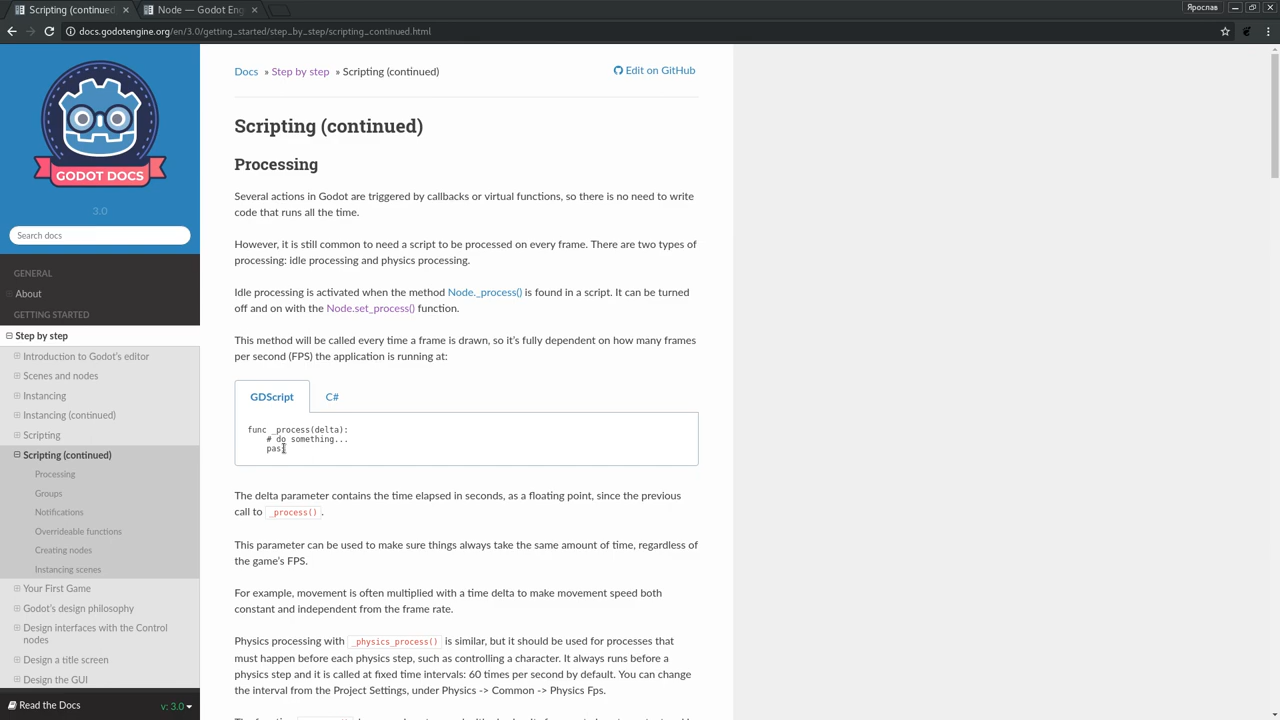 Scripting (continued
Node — Godot Eng
Ярослав
docs.godotengine.org/en/3.0/getting_started/step_by_step/scripting_continued.html
GODOT DOCS
3.0
Search docs
GENERAL
About
GETTING STARTED
Step by step
Introduction to Godot's editor
Scenes and nodes
Instancing
Instancing (continued)
Scripting
Scripting (continued)
Processing
Groups
Notifications
Overrideable functions
Creating nodes
Instancing scenes
Your First Game
Godot's design philosophy
Design interfaces with the Control
nodes
Design a title screen
Design the GUI
Read the Docs
v: 3.0
Docs » Step by step » Scripting (continued)
Edit on GitHub
Scripting (continued)
Processing
Several actions in Godot are triggered by callbacks or virtual functions, so there is no need to write
code that runs all the time.
However, it is still common to need a script to be processed on every frame. There are two types of
processing: idle processing and physics processing.
Idle processing is activated when the method Node._process() is found in a script. It can be turned
off and on with the Node.set_process() function.
This method will be called every time a frame is drawn, so it's fully dependent on how many frames
per second (FPS) the application is running at:
GDScript
C#
func _process(delta):
# do something...
pass
The delta parameter contains the time elapsed in seconds, as a floating point, since the previous
call to _process() .
This parameter can be used to make sure things always take the same amount of time, regardless of
the game's FPS.
For example, movement is often multiplied with a time delta to make movement speed both
constant and independent from the frame rate.
Physics processing with _physics_process() is similar, but it should be used for processes that
must happen before each physics step, such as controlling a character. It always runs before a
physics step and it is called at fixed time intervals: 60 times per second by default. You can change
the interval from the Project Settings, under Physics -> Common -> Physics Fps.